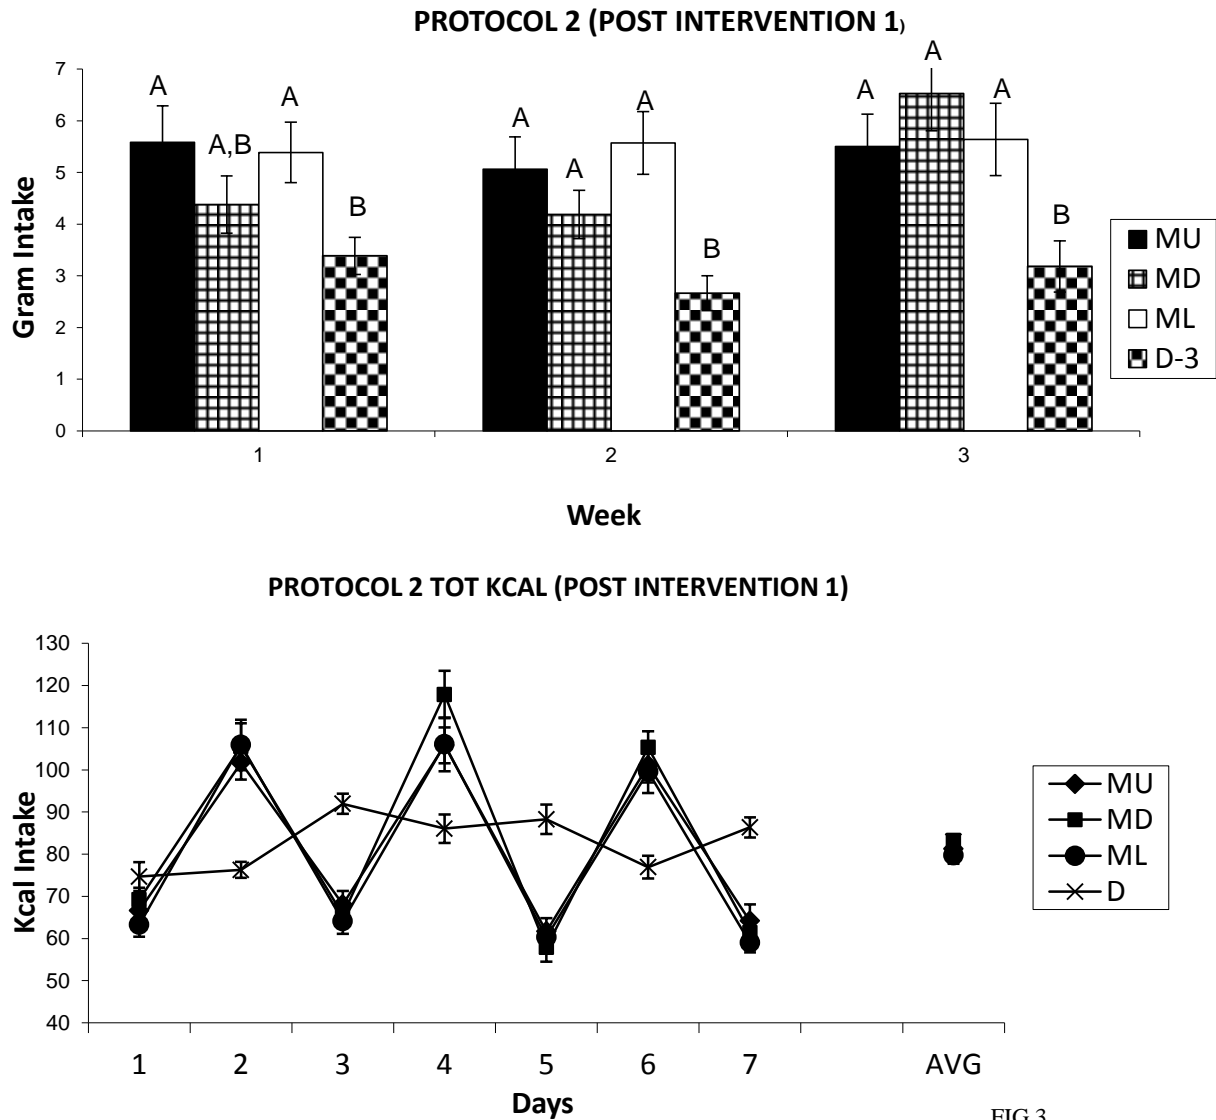 PROTOCOL 2 (POST INTERVENTION 1)
7
6
5
4
3
2
1
0
Gram Intake
A
A,B
A
B
A
A
A
B
A
A
A
B
1
2
3
Week
MU
MD
ML
D-3
PROTOCOL 2 TOT KCAL (POST INTERVENTION 1)
130
120
110
100
90
80
70
60
50
40
Kcal Intake
1 2 3 4 5 6 7 AVG
Days
MU
MD
ML
D
FIG 3